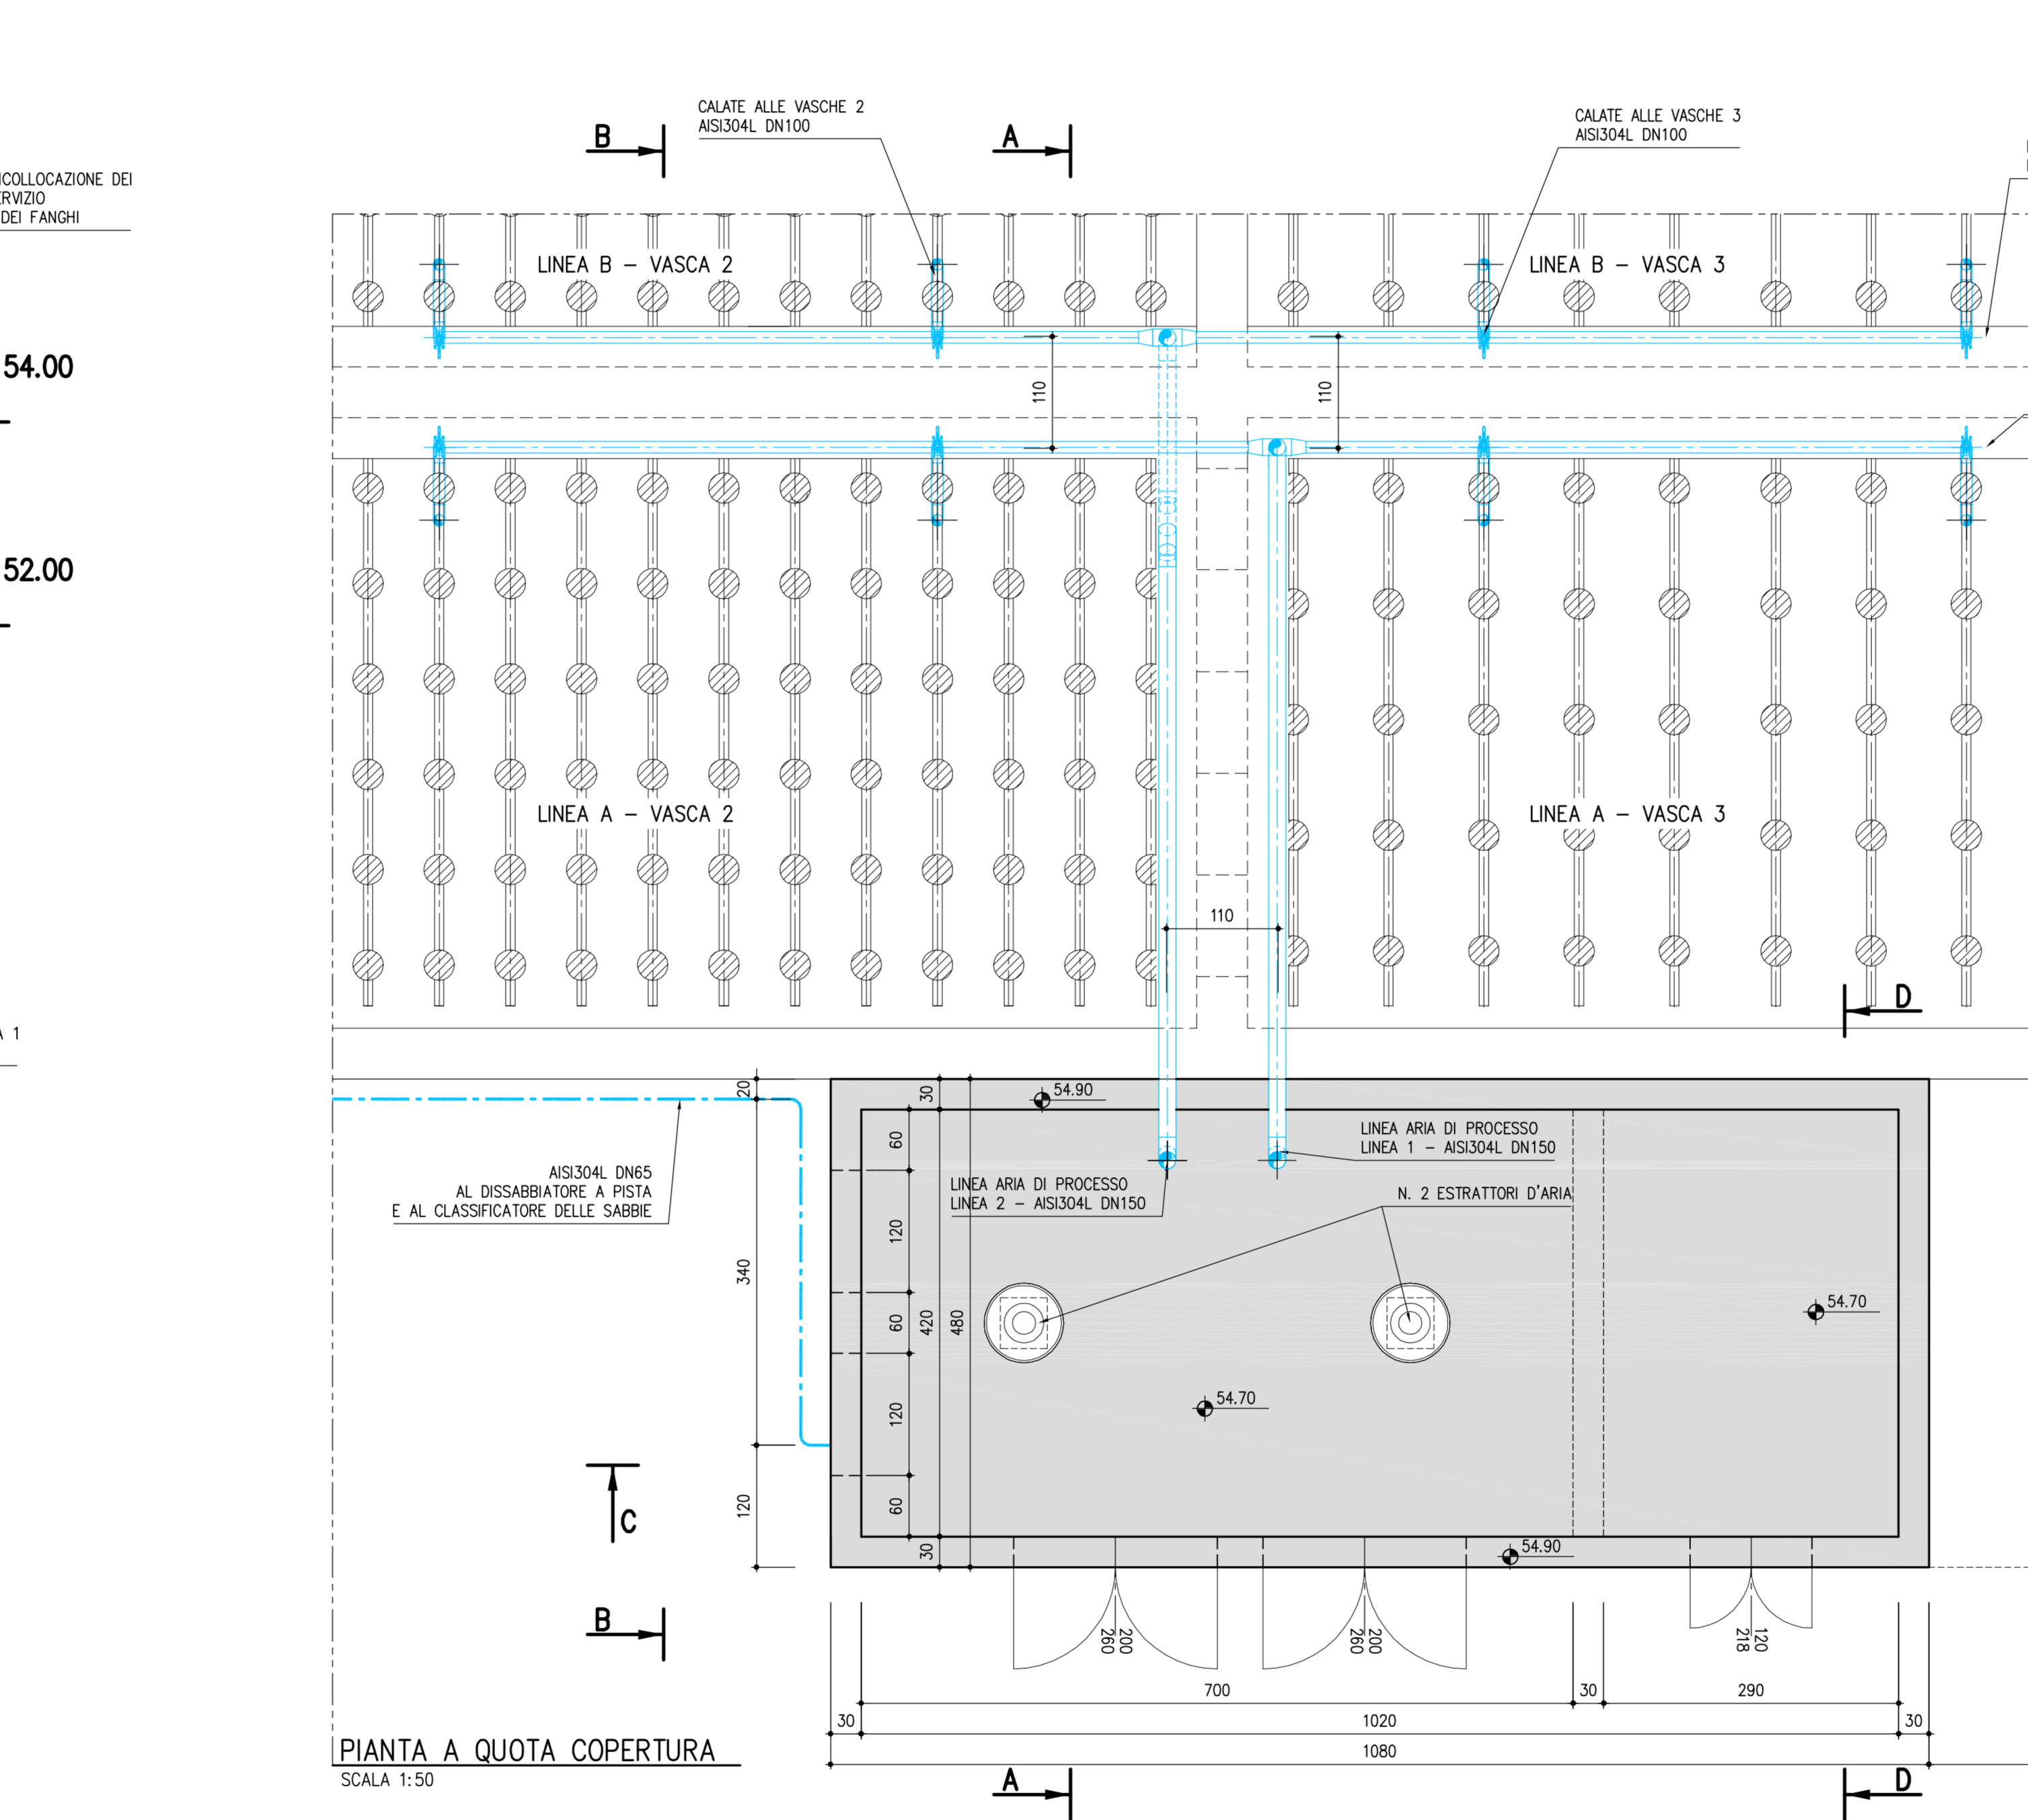 CALATE ALLE VASCHE 2
AISI304L DN100
CALATE ALLE VASCHE 3
AISI304L DN100
B
A
ICOLLOCAZIONE DEI
ERVIZIO
DEI FANGHI
LINEA B - VASCA 2
LINEA B - VASCA 3
54.00
110
110
52.00
LINEA A - VASCA 2
LINEA A - VASCA 3
110
D
A 1
20
30
54.90
60
LINEA ARIA DI PROCESSO
LINEA 1 - AISI304L DN150
AISI304L DN65
AL DISSABBIATORE A PISTA
E AL CLASSIFICATORE DELLE SABBIE
LINEA ARIA DI PROCESSO
LINEA 2 - AISI304L DN150
N. 2 ESTRATTORI D'ARIA
120
340
60
420
480
54.70
54.70
120
60
120
C
30
54.90
B
200
260
200
260
120
218
700
30
290
30
1020
30
1080
PIANTA A QUOTA COPERTURA
SCALA 1:50
A
D